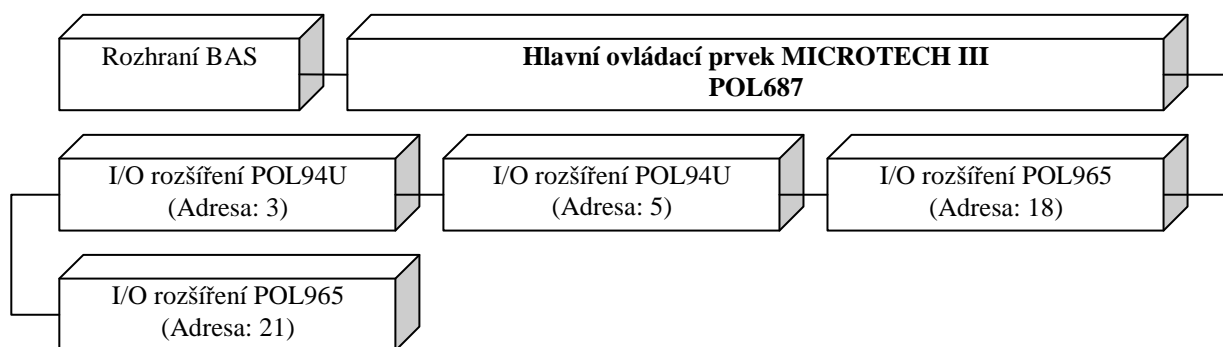 Rozhraní BAS
Hlavní ovládací prvek MICROTECH III
POL687
I/O rozšíření POL94U
(Adresa: 3)
I/O rozšíření POL94U
(Adresa: 5)
I/O rozšíření POL965
(Adresa: 18)
I/O rozšíření POL965
(Adresa: 21)